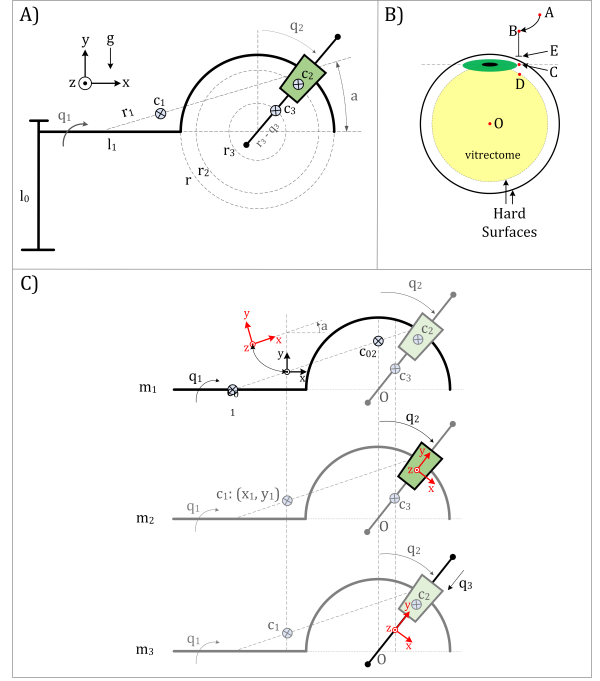 A)
y
g
z
x
q₁
r₁
c₁
l₁
l₀
q₂
c₂
c₃
a
r₃
r₃ - q₃
r₂
r
B)
A
B
E
C
D
O
vitrectome
Hard
Surfaces
C)
q₂
y
x
z
a
y
x
c₀₂
c₂
c₃
q₁
m₁
1
O
q₂
y
z
x
c₁: (x₁, y₁)
c₃
q₁
m₂
O
q₂
q₃
c₂
y
z
x
c₁
q₁
m₃
O